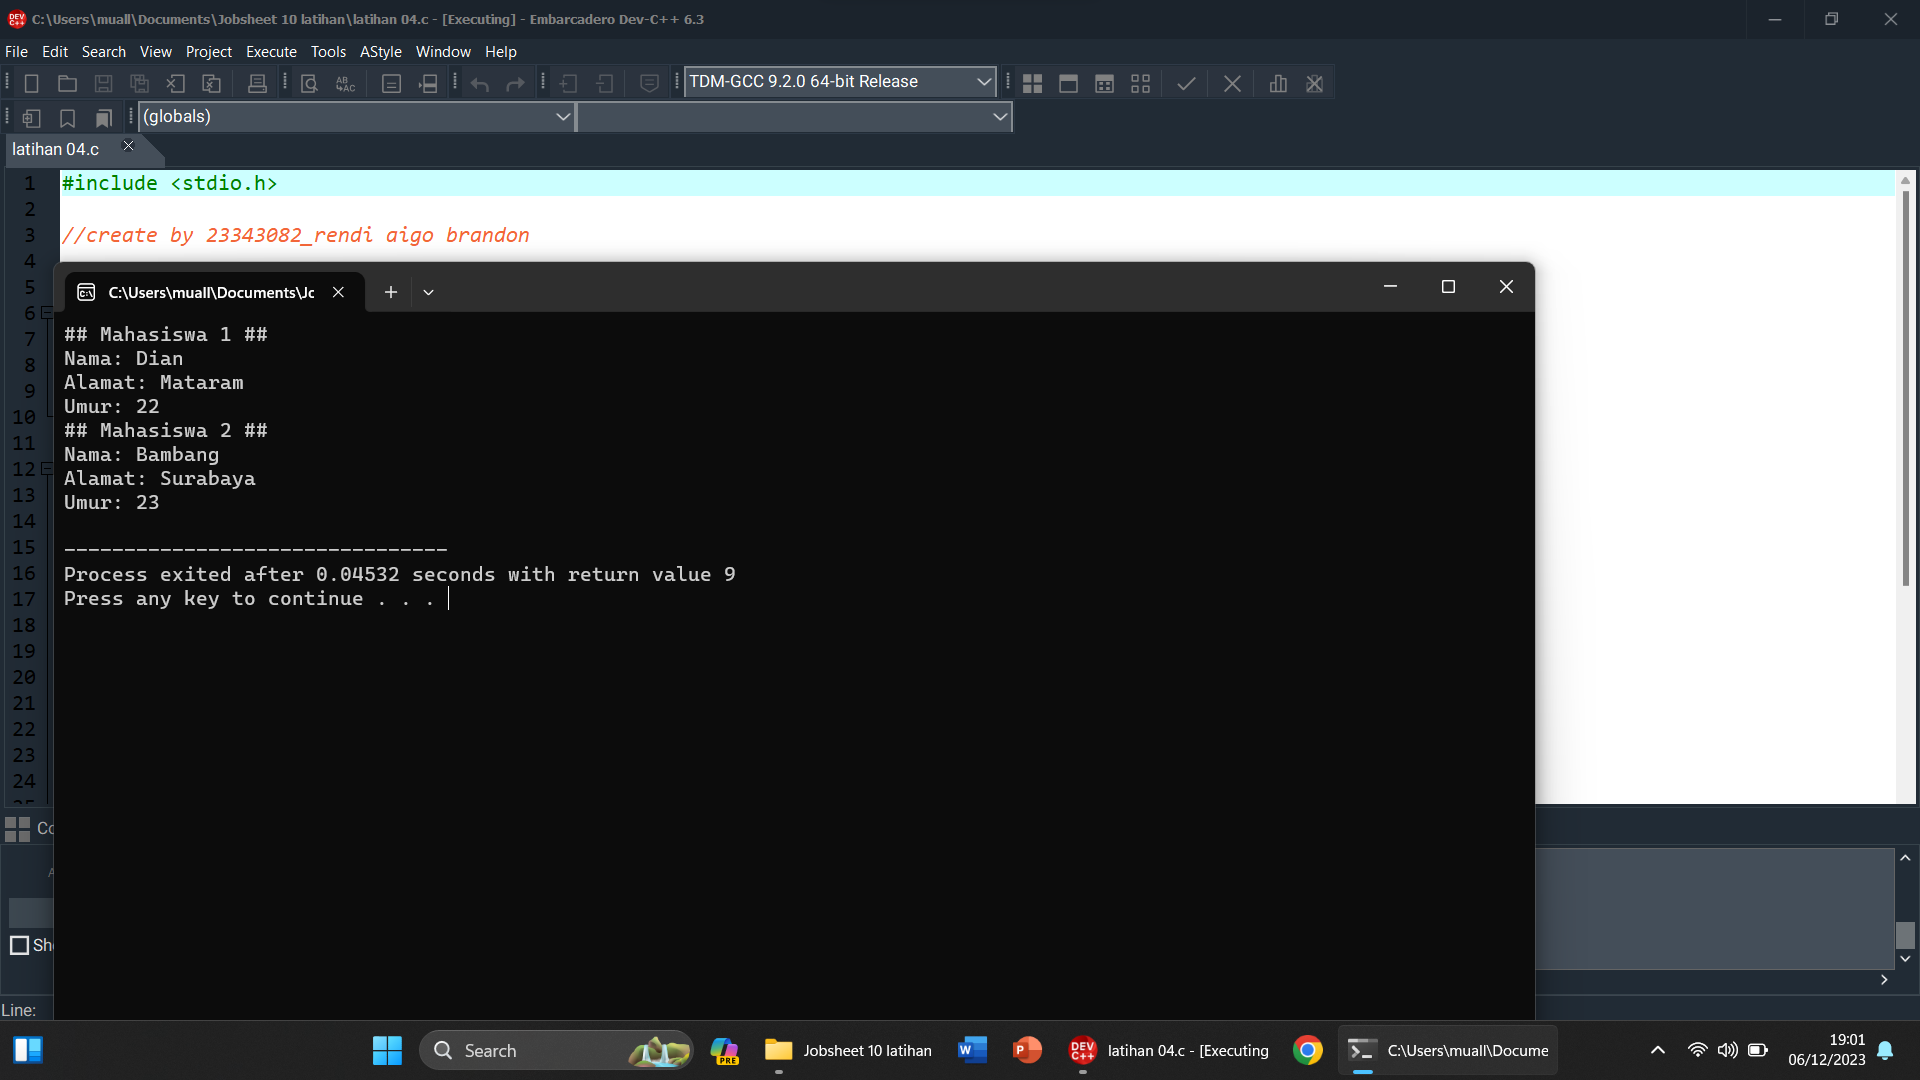 C:\Users\muall\Documents\Jobsheet 10 latihan\latihan 04.c - [Executing] - Embarcadero Dev-C++ 6.3
File Edit Search View Project Execute Tools AStyle Window Help
TDM-GCC 9.2.0 64-bit Release
(globals)
latihan 04.c
1 #include <stdio.h>
2
3 //create by 23343082_rendi aigo brandon
4
5
6
7
8
9
10
11
12
13
14
15
16
17
18
19
20
21
22
23
24
C:\Users\muall\Documents\Jc
## Mahasiswa 1 ##
Nama: Dian
Alamat: Mataram
Umur: 22
## Mahasiswa 2 ##
Nama: Bambang
Alamat: Surabaya
Umur: 23
--------------------------------
Process exited after 0.04532 seconds with return value 9
Press any key to continue . . .
Co
Sh
Line:
Search
PRE
Jobsheet 10 latihan
DEV C++
latihan 04.c - [Executing
C:\Users\muall\Docume
19:01
06/12/2023